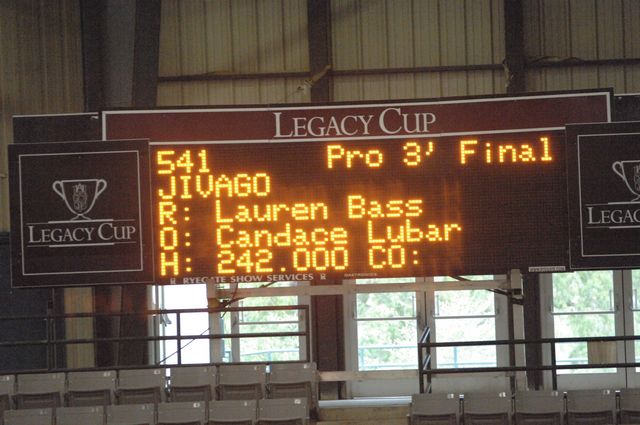 LEGACY CUP
541 Pro 3' Final
JIVAGO
R: Lauren Bass
O: Candace Lubar
H: 242.000 CO:
LEGACY CUP
RYEGATE SHOW SERVICES